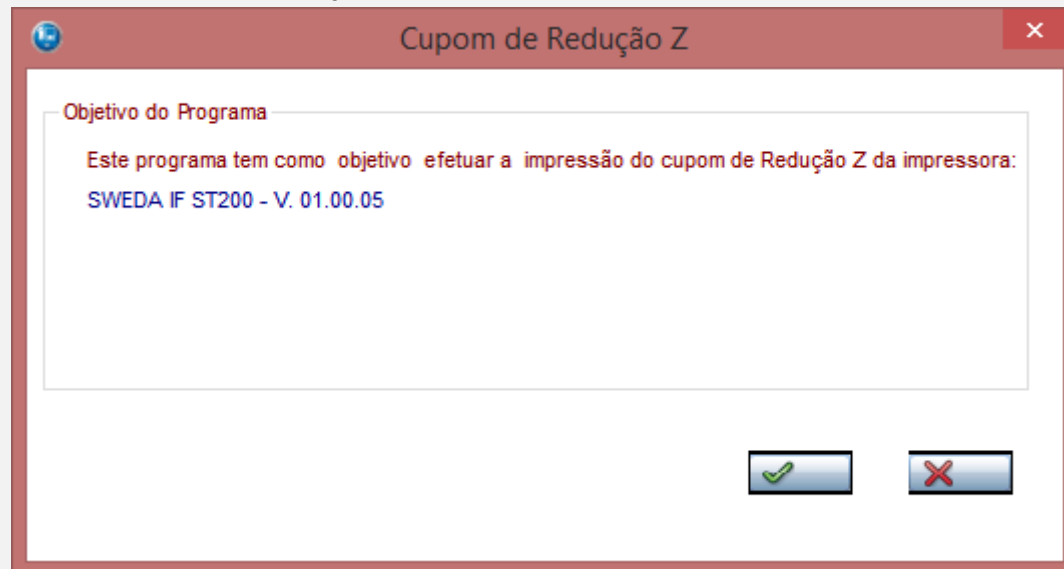 Cupom de Redução Z
Objetivo do Programa
Este programa tem como objetivo efetuar a impressão do cupom de Redução Z da impressora:
SWEDA IF ST200 - V. 01.00.05